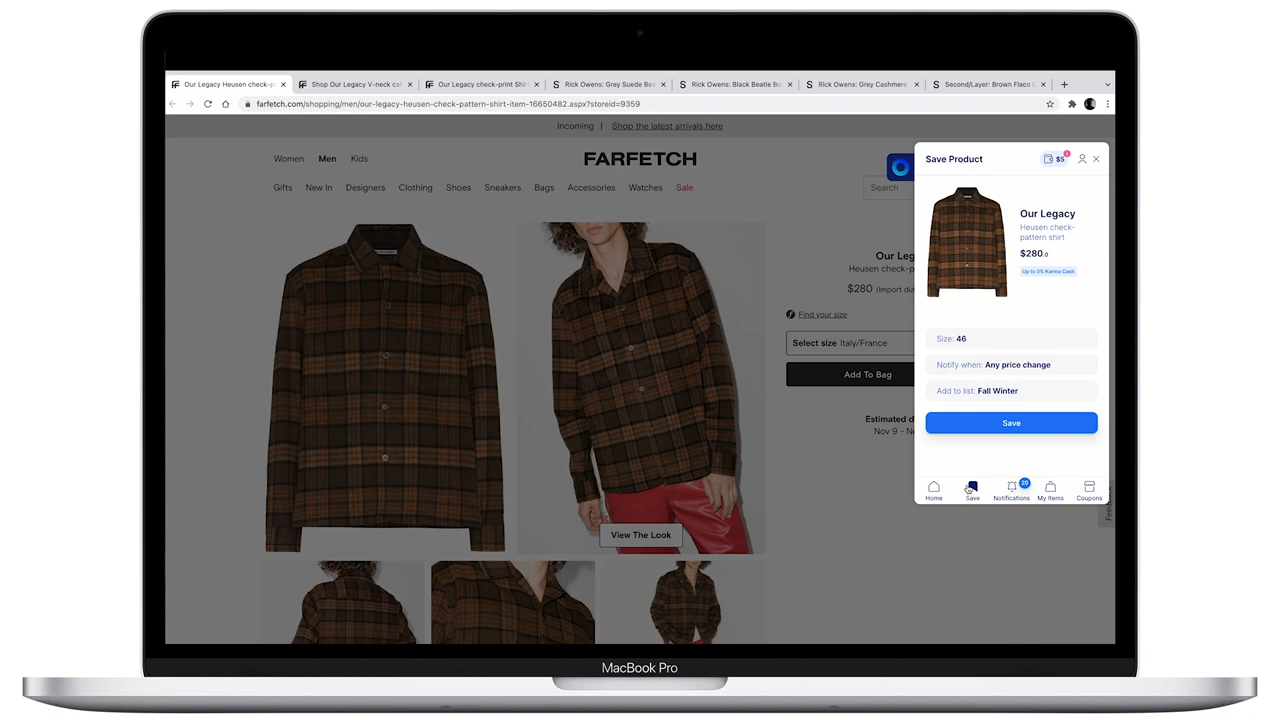 Our Legacy Heusen check-pa
Shop Our Legacy V-neck cab
Our Legacy check-print Shirt
Rick Owens: Grey Suede Bea
Rick Owens: Black Beatle Bo
Rick Owens: Grey Cashmere
Second/Layer: Brown Flaco C
farfetch.com/shopping/men/our-legacy-heusen-check-pattern-shirt-item-16650482.aspx?storeid=9359
Incoming | Shop the latest arrivals here
Women Men Kids
FARFETCH
Gifts New In Designers Clothing Shoes Sneakers Bags Accessories Watches Sale
Search
Our Leg
Heusen check-p
$280 (Import dut
Find your size
Select size Italy/France
Add To Bag
Estimated d
Nov 9 - N
View The Look
Save Product
$5
1
Our Legacy
Heusen check-
pattern shirt
$280.0
Up to 3% Karma Cash
Size: 46
Notify when: Any price change
Add to list: Fall Winter
Save
20
Home Save Notifications My Items Coupons
MacBook Pro